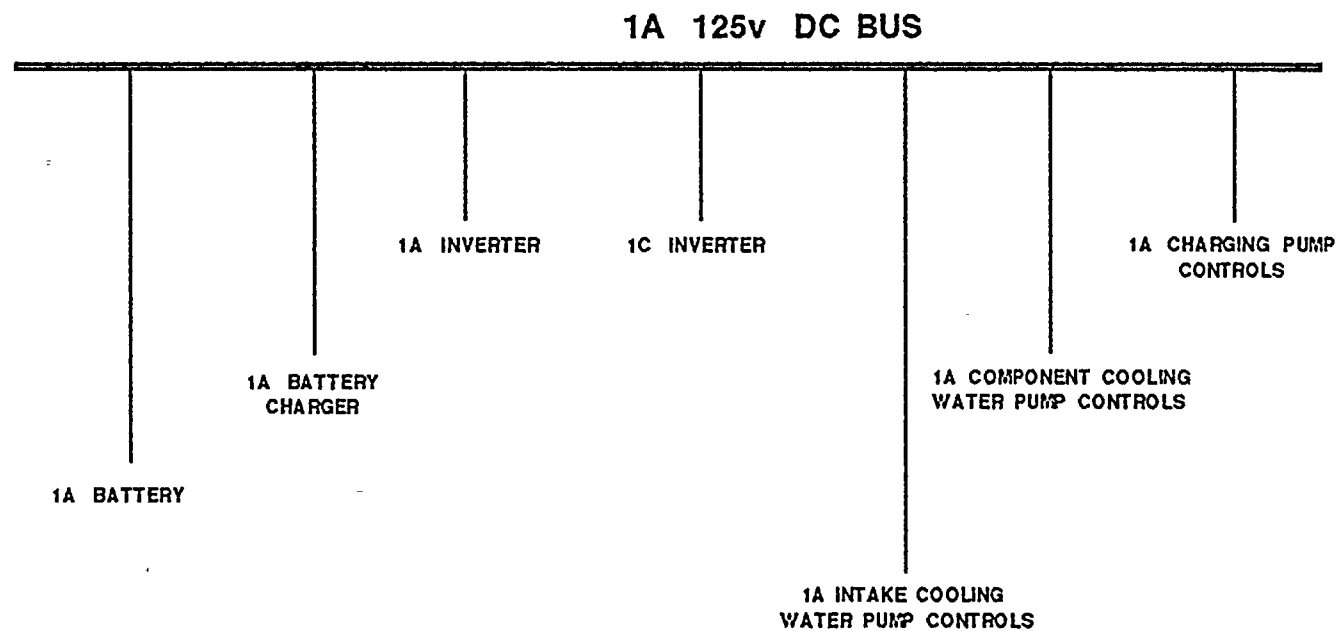 1A 125v DC BUS
1A INVERTER
1C INVERTER
1A CHARGING PUMP
CONTROLS
1A BATTERY
CHARGER
1A COMPONENT COOLING
WATER PUMP CONTROLS
1A BATTERY
1A INTAKE COOLING
WATER PUMP CONTROLS